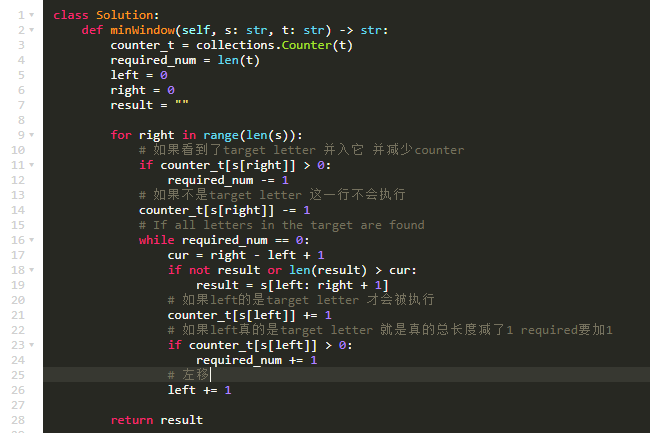 1 class Solution:
2     def minWindow(self, s: str, t: str) -> str:
3         counter_t = collections.Counter(t)
4         required_num = len(t)
5         left = 0
6         right = 0
7         result = ""
8
9         for right in range(len(s)):
10             # 如果看到了target letter 并入它 并减少counter
11             if counter_t[s[right]] > 0:
12                 required_num -= 1
13             # 如果不是target letter 这一行不会执行
14             counter_t[s[right]] -= 1
15             # If all letters in the target are found
16             while required_num == 0:
17                 cur = right - left + 1
18                 if not result or len(result) > cur:
19                     result = s[left: right + 1]
20                 # 如果left的是target letter 才会被执行
21                 counter_t[s[left]] += 1
22                 # 如果left真的是target letter 就是真的总长度减了1 required要加1
23                 if counter_t[s[left]] > 0:
24                     required_num += 1
25                 # 左移
26                 left += 1
27
28         return result